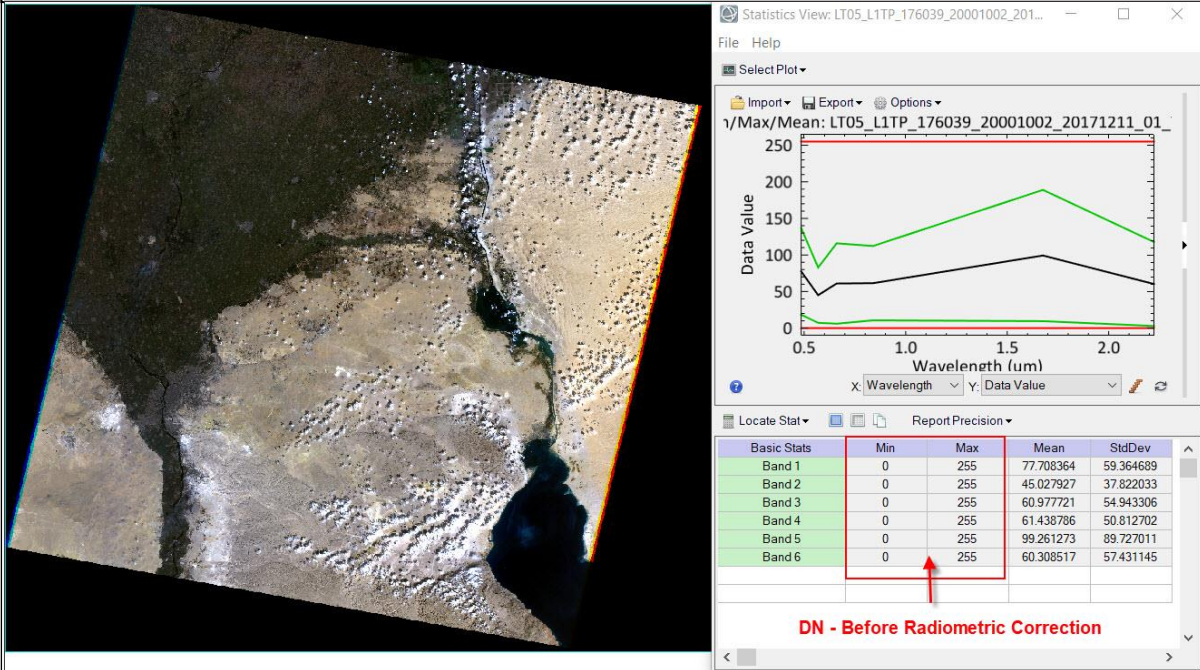 Statistics View: LT05_L1TP_176039_20001002_201...
File Help
Select Plot
Import Export Options
n/Max/Mean: LT05_L1TP_176039_20001002_20171211_01_
250
200
150
100
50
0
Data Value
0.5 1.0 1.5 2.0
Wavelength (um)
X: Wavelength Y: Data Value
Locate Stat Report Precision
Basic Stats Min Max Mean StdDev
Band 1 0 255 77.708364 59.364689
Band 2 0 255 45.027927 37.822033
Band 3 0 255 60.977721 54.943306
Band 4 0 255 61.438786 50.812702
Band 5 0 255 99.261273 89.727011
Band 6 0 255 60.308517 57.431145
DN - Before Radiometric Correction